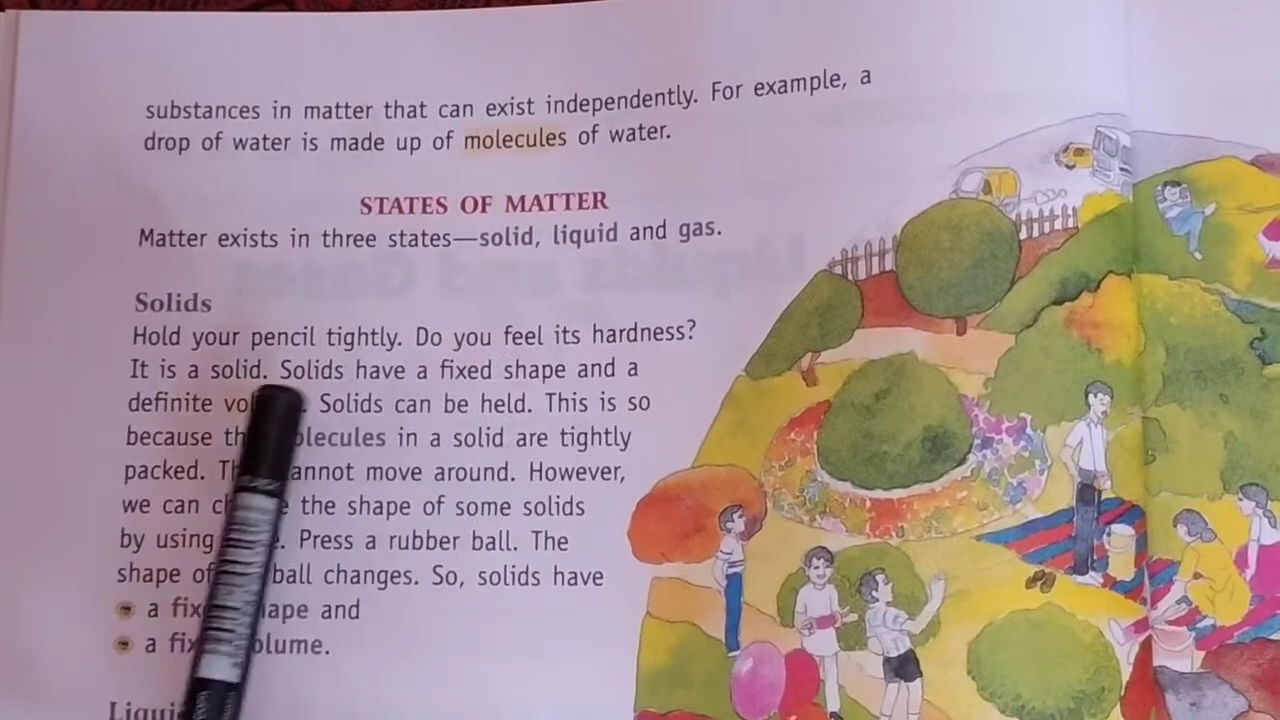 substances in matter that can exist independently. For example, a
drop of water is made up of molecules of water.
STATES OF MATTER
Matter exists in three states—solid, liquid and gas.
Solids
Hold your pencil tightly. Do you feel its hardness?
It is a solid. Solids have a fixed shape and a
definite Solids can be held. This is so
because in a solid are tightly
packed. cannot move around. However,
we can the shape of some solids
by using Press a rubber ball. The
shape of ball changes. So, solids have
a shape and
a volume.